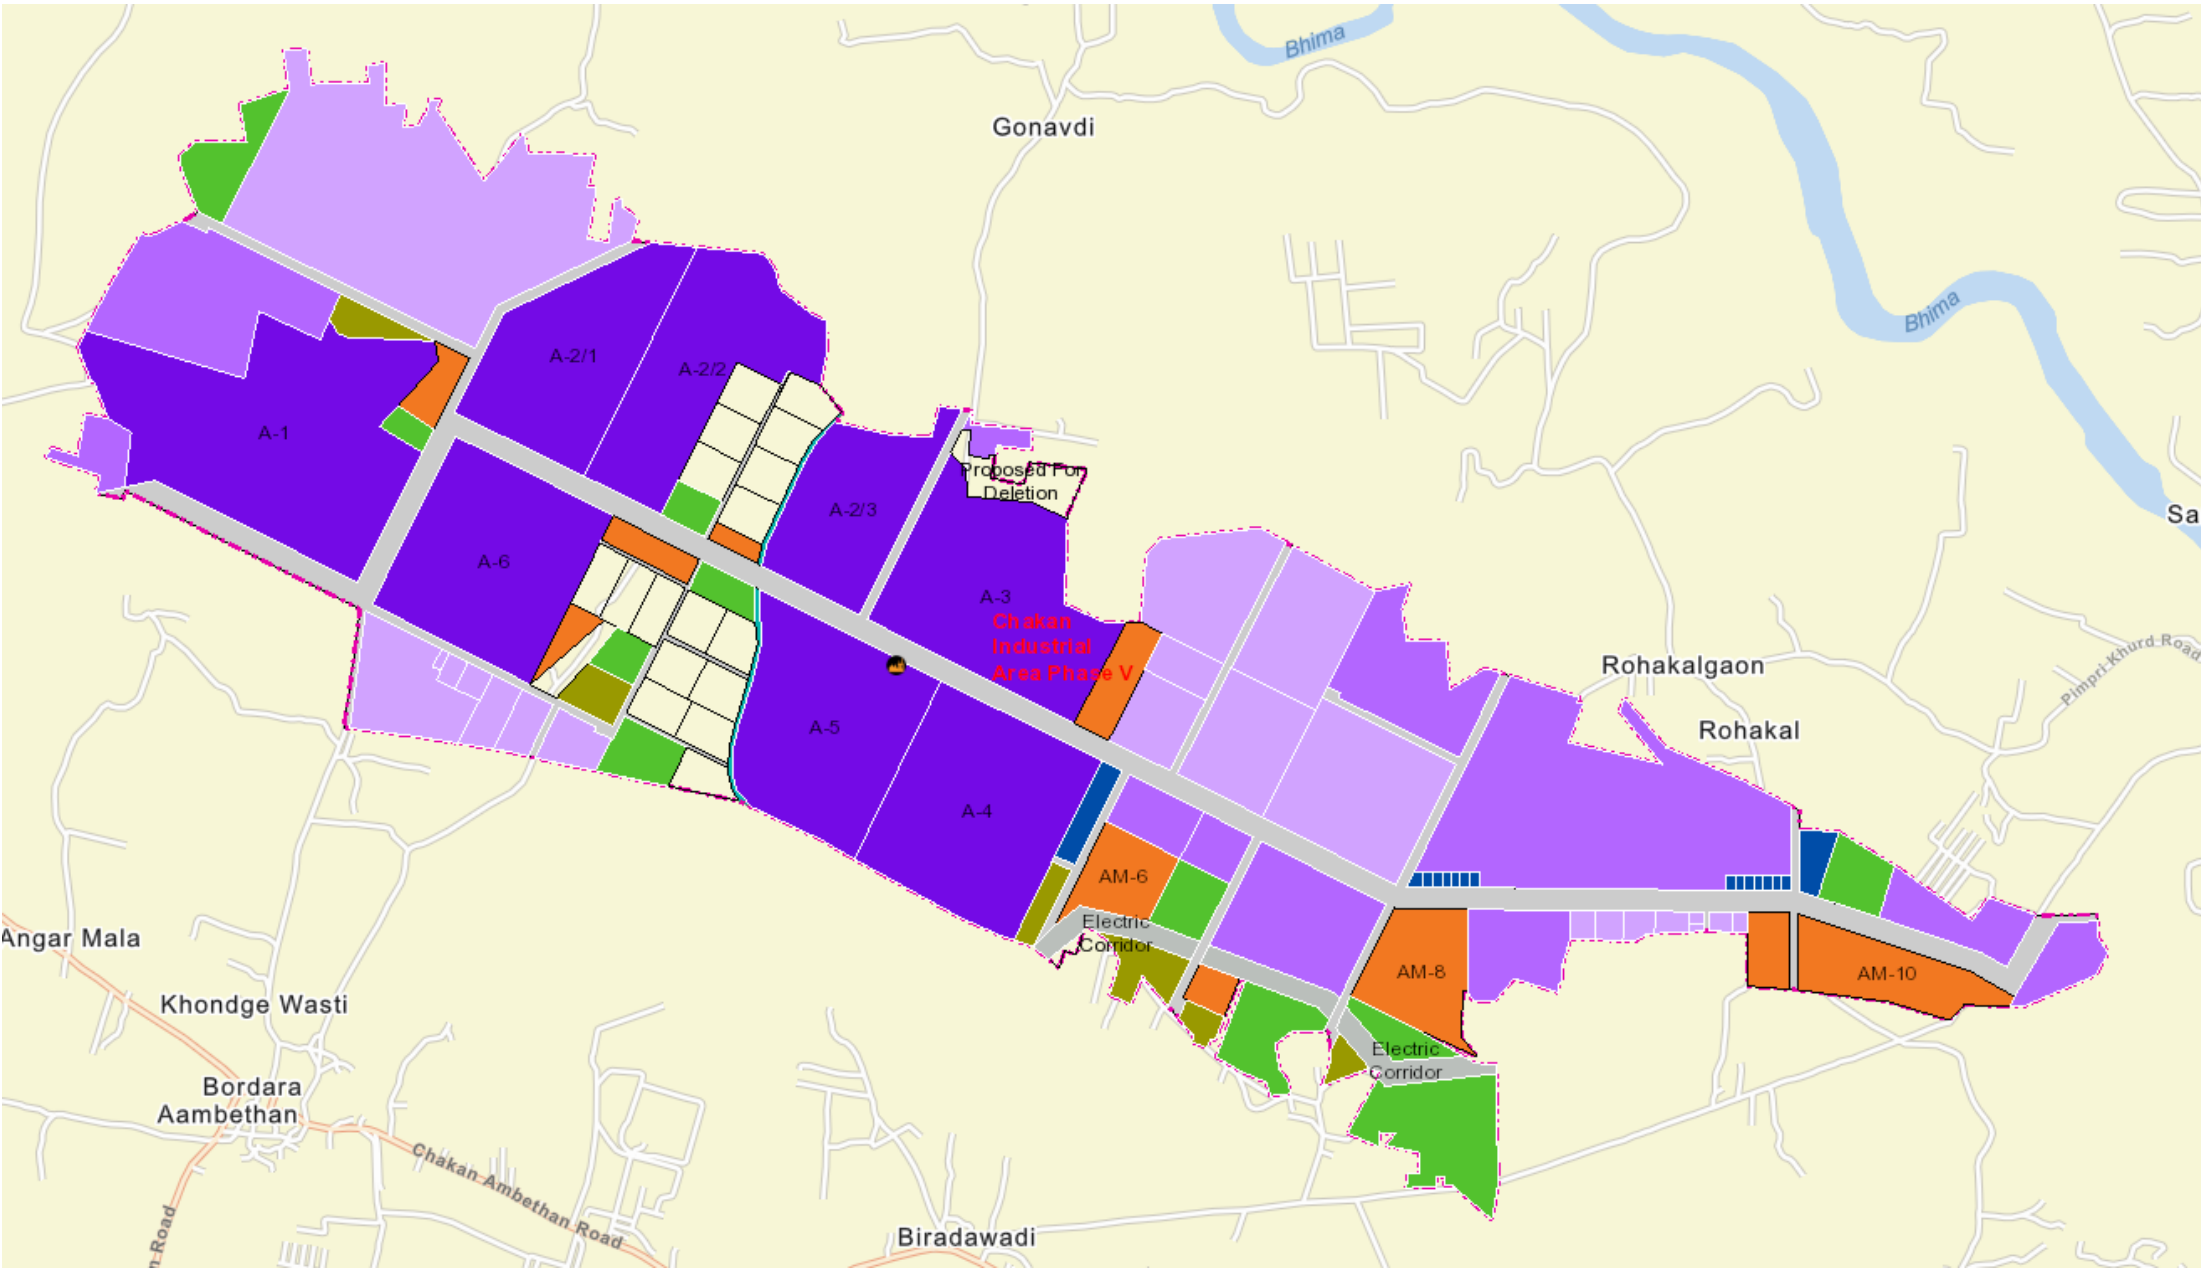 Bhima
Gonavdi
Bhima
A-2/1
A-2/2
A-1
Proposed For
Deletion
A-2/3
Sa
A-6
A-3
Chakan
Industrial
Area Phase V
Rohakalgaon
Pimpri-Khurd Road
Rohakal
A-5
A-4
AM-6
Electric
Corridor
Angar Mala
AM-8
AM-10
Khondge Wasti
Electric
Corridor
Bordara
Aambethan
Chakan Ambethan Road
n Road
Biradawadi